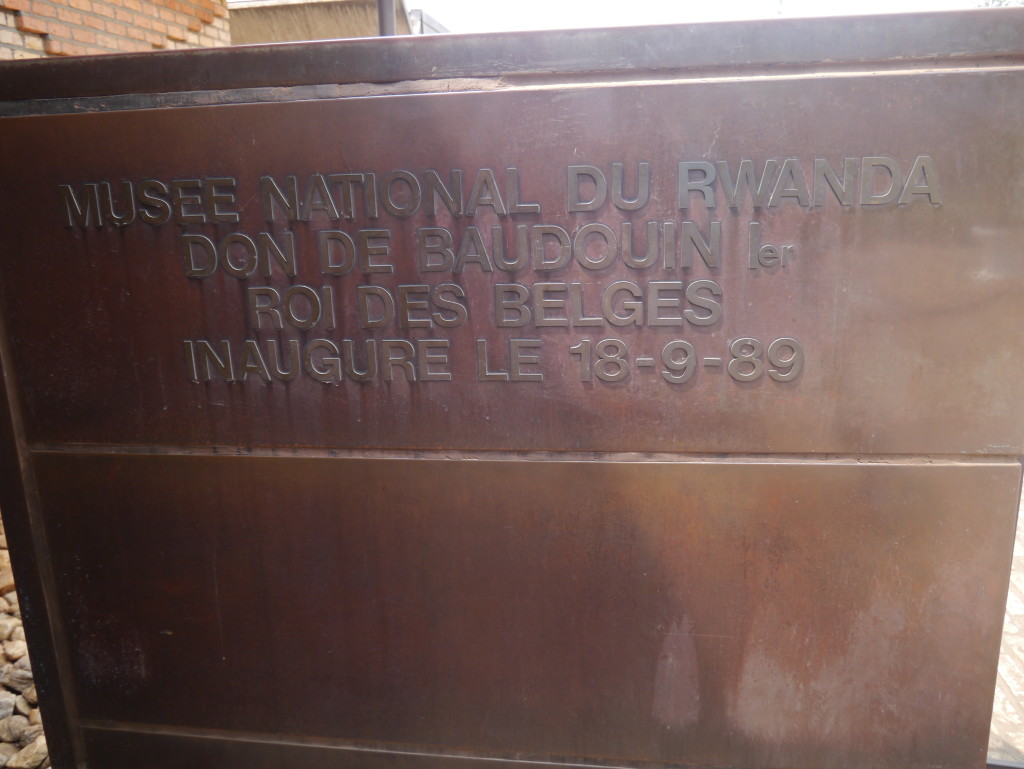 MUSEE NATIONAL DU RWANDA
DON DE BAUDOUIN Ier
ROI DES BELGES
INAUGURE LE 18-9-89